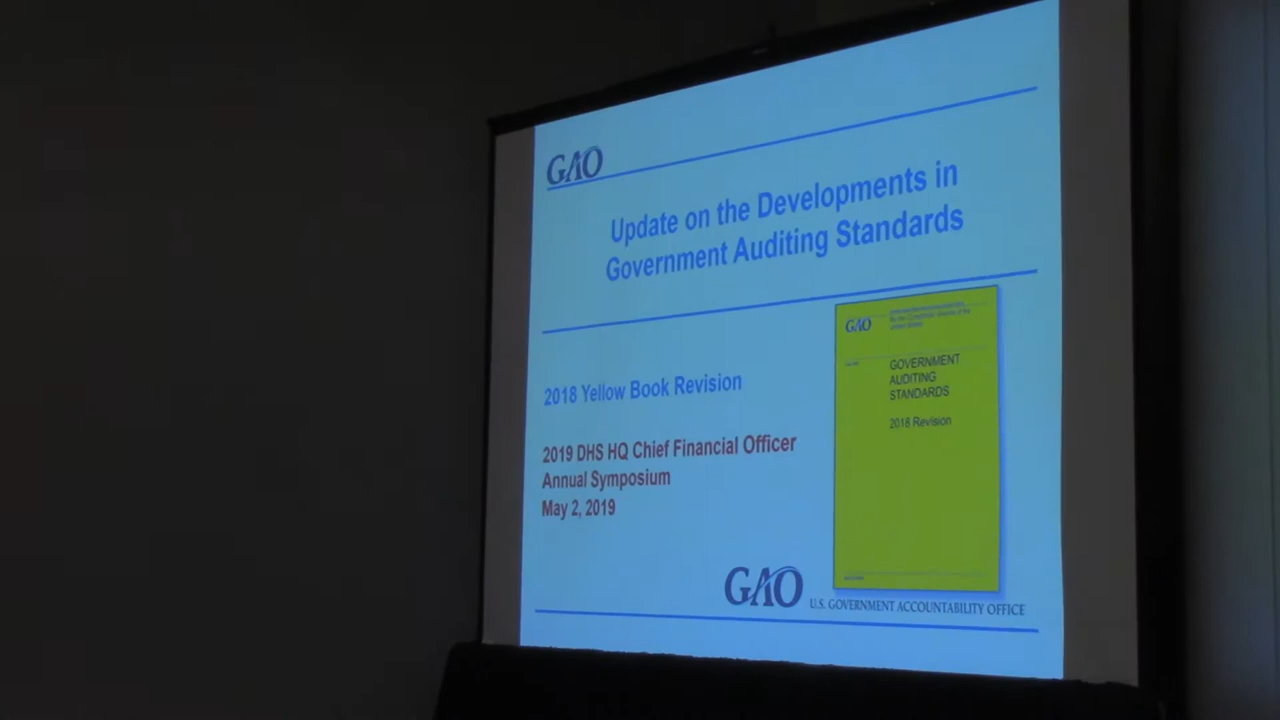 GAO
Update on the Developments in
Government Auditing Standards
2018 Yellow Book Revision
2019 DHS HQ Chief Financial Officer
Annual Symposium
May 2, 2019
GAO
GOVERNMENT
AUDITING
STANDARDS
2018 Revision
GAO
U.S. GOVERNMENT ACCOUNTABILITY OFFICE